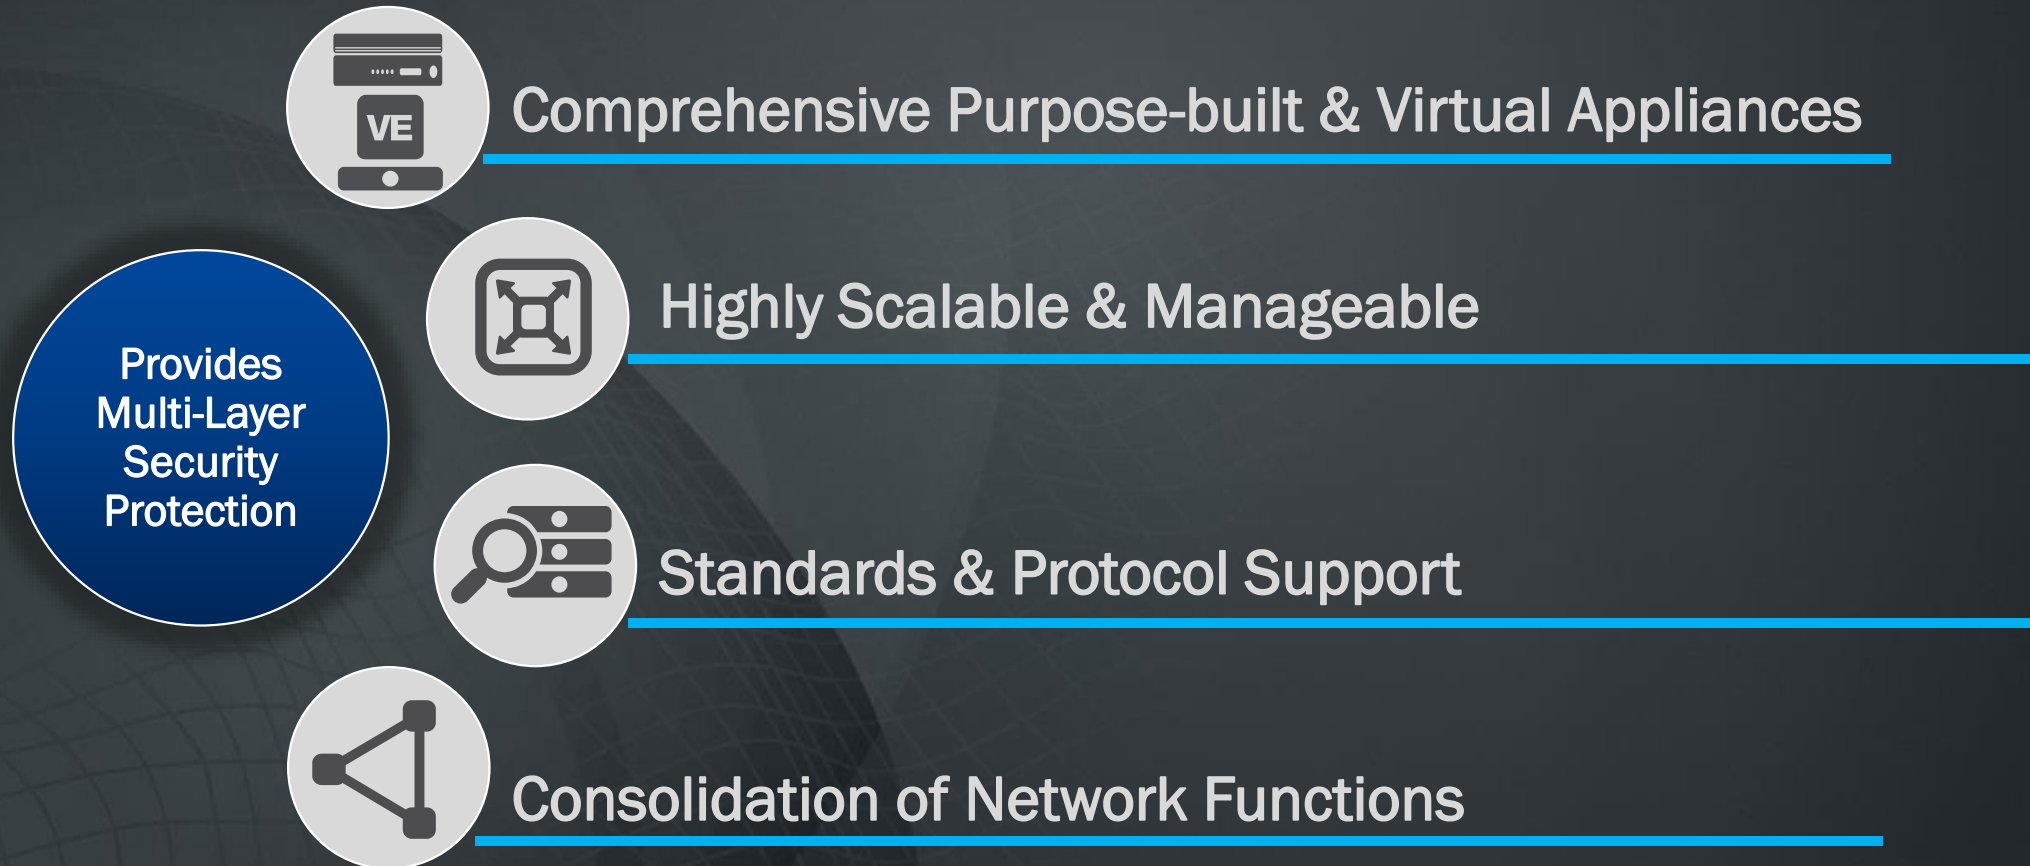 VE
Comprehensive Purpose-built & Virtual Appliances
Highly Scalable & Manageable
Provides
Multi-Layer
Security
Protection
Standards & Protocol Support
Consolidation of Network Functions